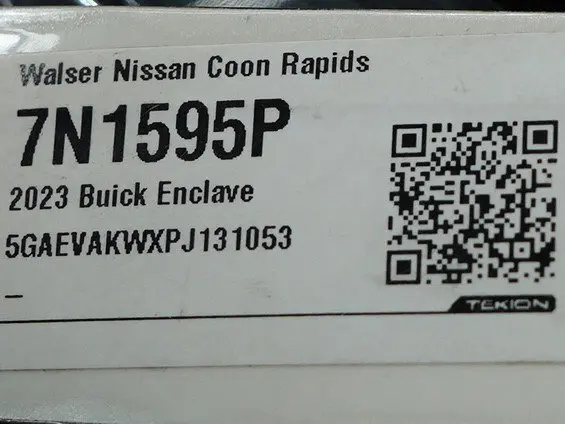 Walser Nissan Coon Rapids
7N1595P
2023 Buick Enclave
5GAEVAKWXPJ131053
–
TEKION